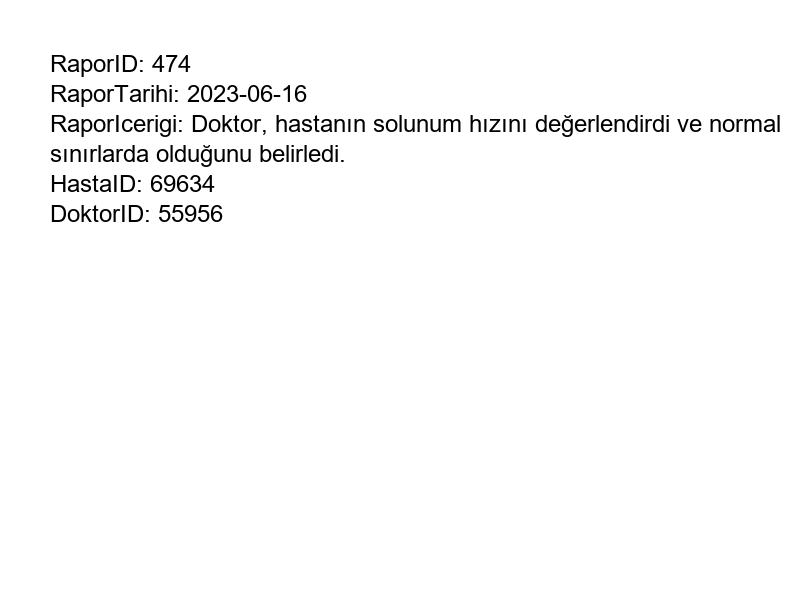 RaporID: 474
RaporTarihi: 2023-06-16
RaporIcerigi: Doktor, hastanın solunum hızını değerlendirdi ve normal
sınırlarda olduğunu belirledi.
HastaID: 69634
DoktorID: 55956